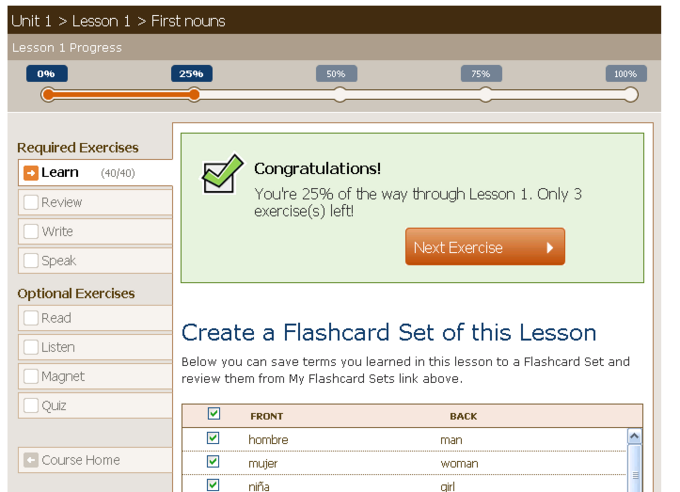 Unit 1 > Lesson 1 > First nouns
Lesson 1 Progress
0% 25% 50% 75% 100%
Required Exercises
Learn (40/40)
Review
Write
Speak
Optional Exercises
Read
Listen
Magnet
Quiz
Course Home
Congratulations!
You're 25% of the way through Lesson 1. Only 3
exercise(s) left!
Next Exercise
Create a Flashcard Set of this Lesson
Below you can save terms you learned in this lesson to a Flashcard Set and
review them from My Flashcard Sets link above.
FRONT BACK
hombre man
mujer woman
niña girl